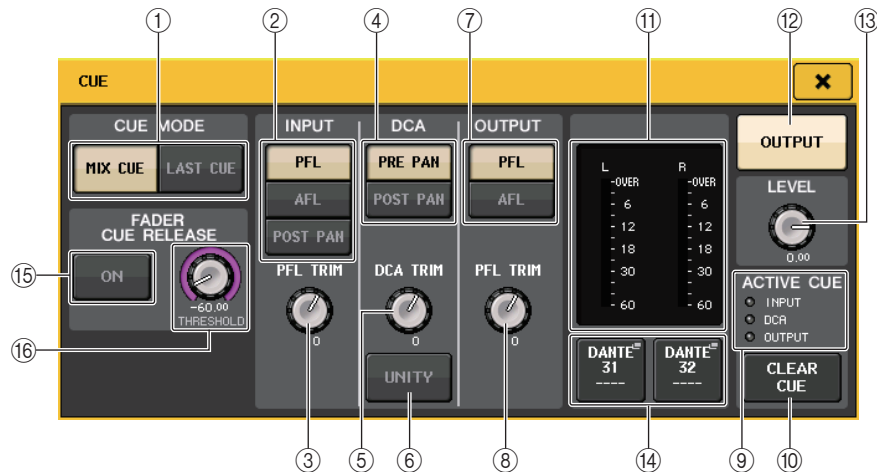 ① ② ④ ⑦ ⑪ ⑫ ⑬
CUE
×
CUE MODE
MIX CUE LAST CUE
FADER
CUE RELEASE
ON
-60.00
THRESHOLD
INPUT
PFL
AFL
POST PAN
PFL TRIM
0
DCA
PRE PAN
POST PAN
DCA TRIM
0
UNITY
OUTPUT
PFL
AFL
PFL TRIM
0
L R
-OVER -OVER
- 6 - 6
- 12 - 12
- 18 - 18
- 30 - 30
- 60 - 60
DANTE
31
----
DANTE
32
----
OUTPUT
LEVEL
0.00
ACTIVE CUE
INPUT
DCA
OUTPUT
CLEAR
CUE
⑮
⑯
③ ⑤ ⑥ ⑧ ⑭ ⑨ ⑩